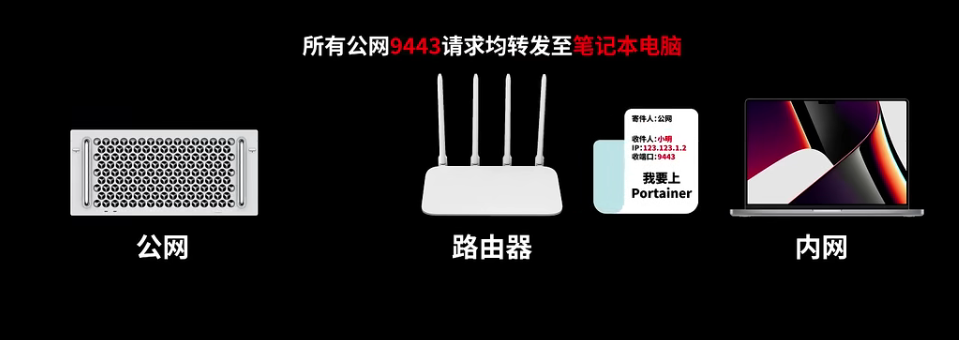 所有公网9443请求均转发至笔记本电脑
寄件人：公网
收件人：小明
IP：123.123.1.2
收端口：9443
我要上
Portainer
公网
路由器
内网